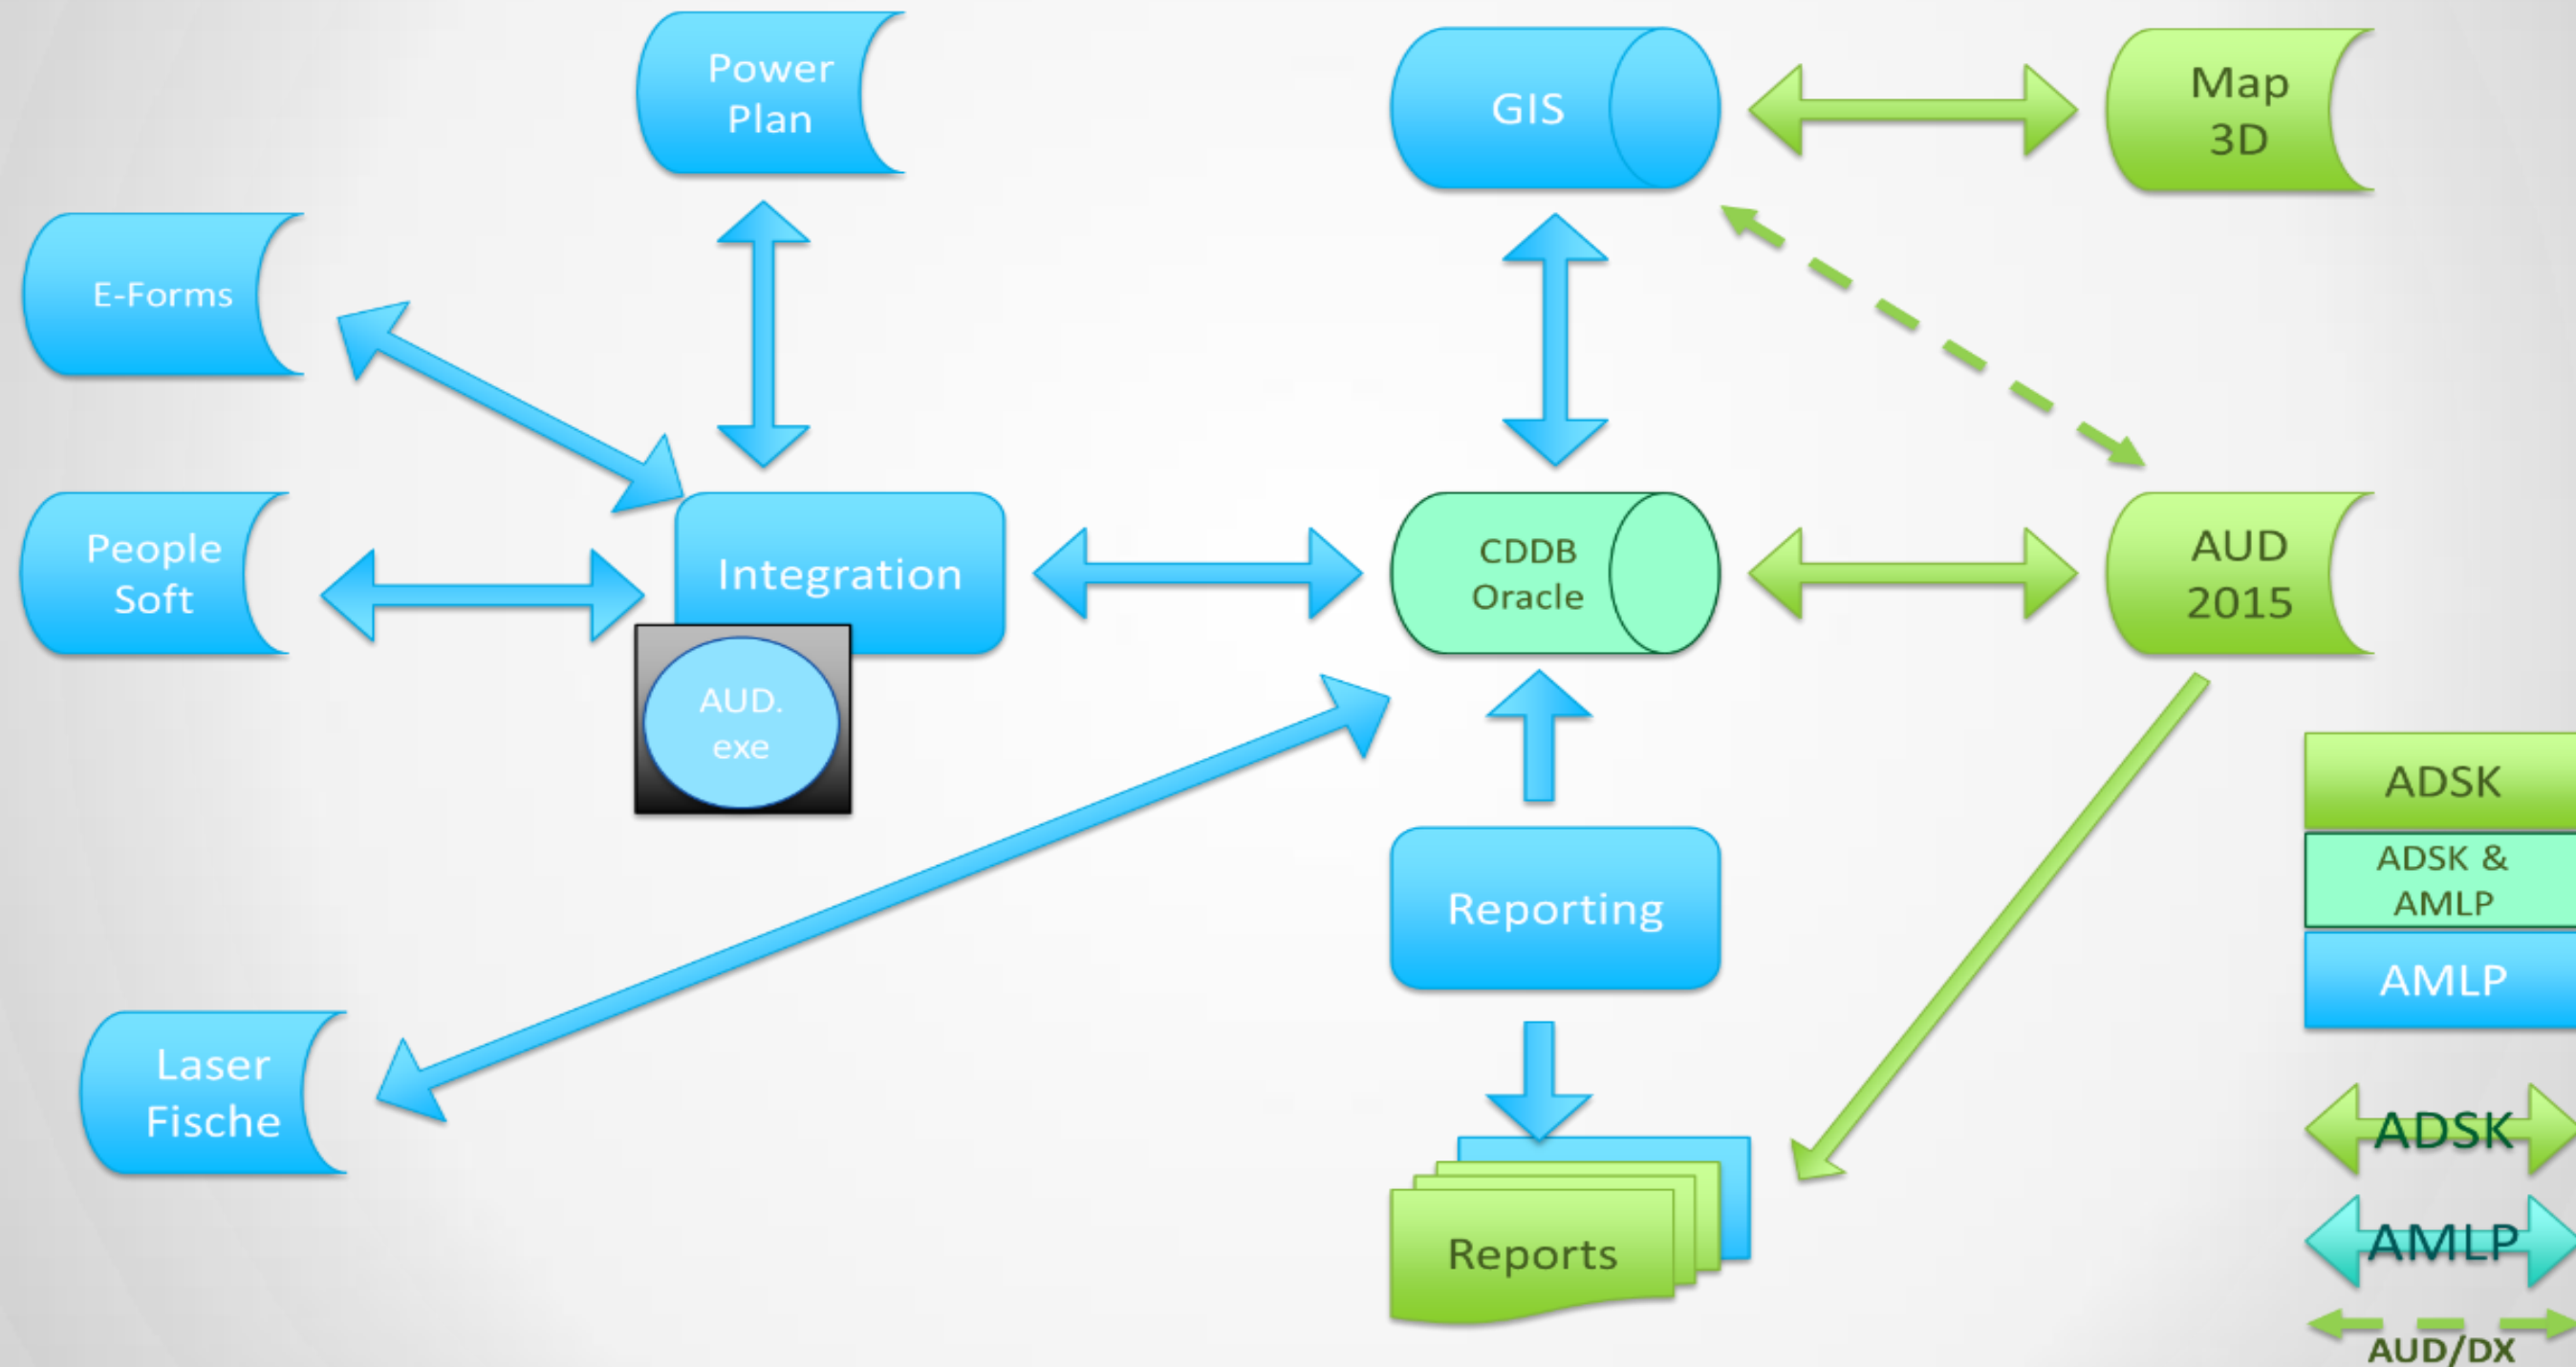 Power
Plan
GIS
Map
3D
E-Forms
People
Soft
Integration
CDDB
Oracle
AUD
2015
AUD.
exe
ADSK
ADSK &
AMLP
AMLP
Reporting
Laser
Fische
Reports
ADSK
AMLP
AUD/DX